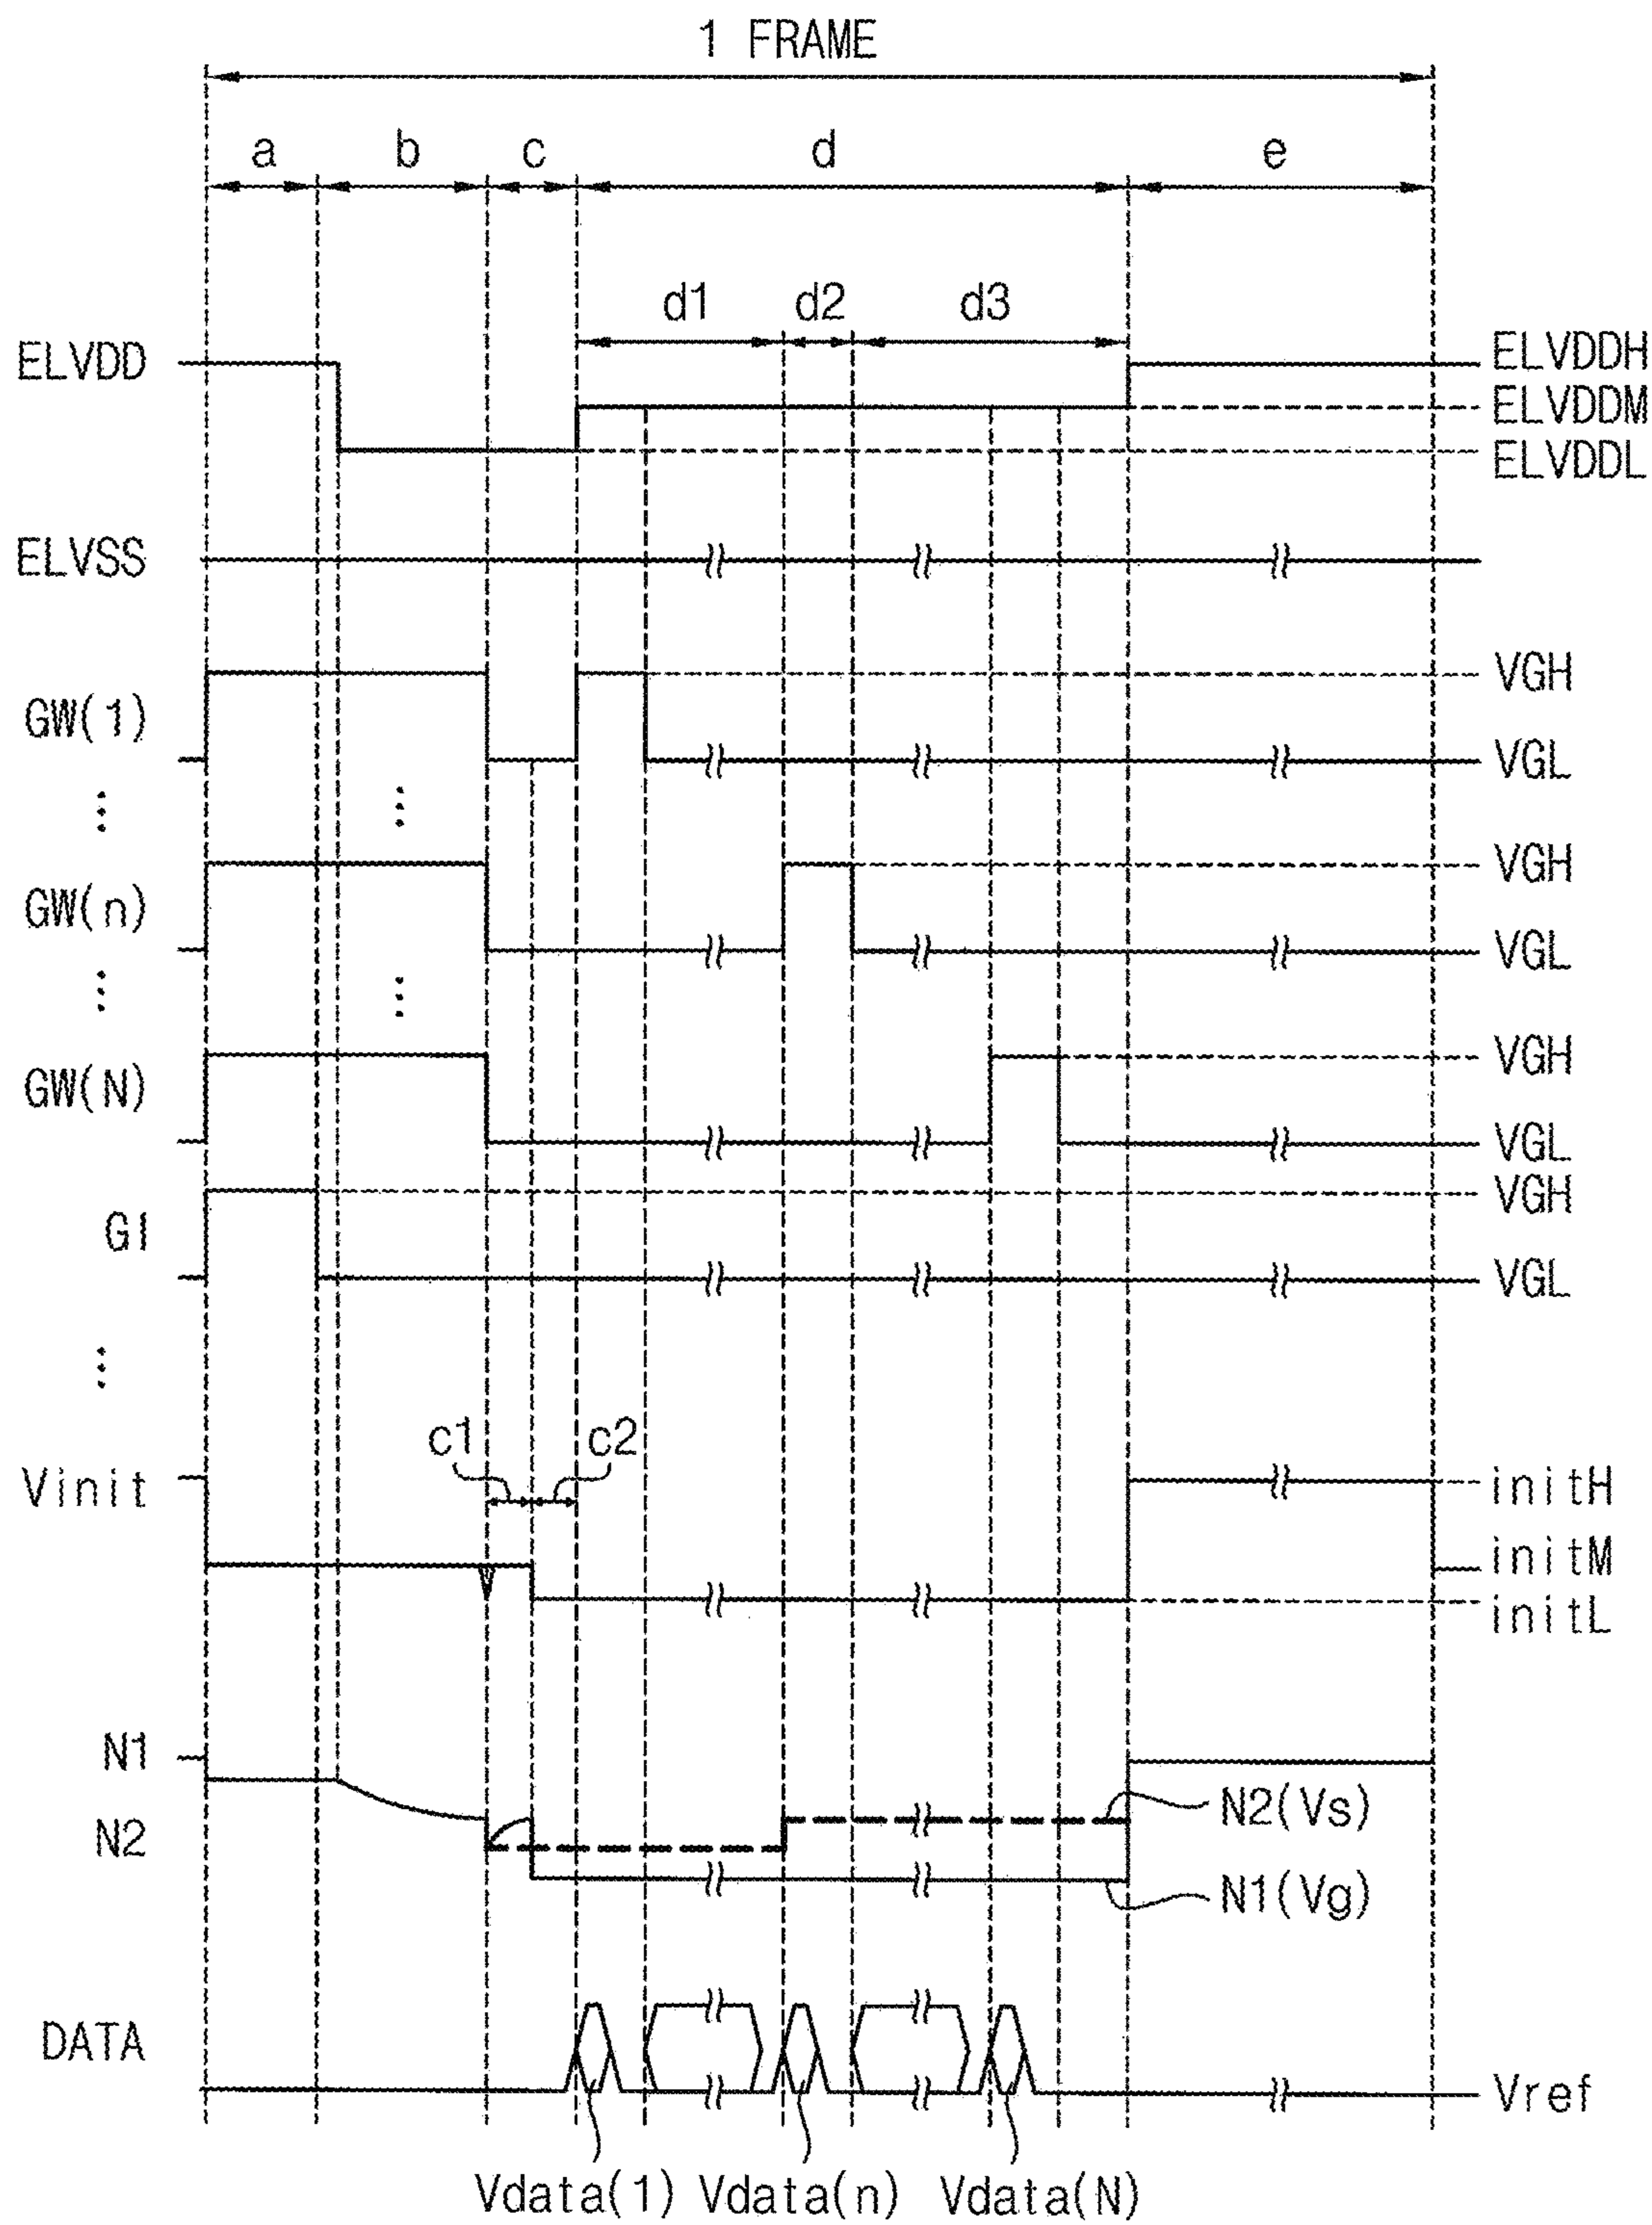 1 FRAME
a b c d e
d1 d2 d3
ELVDD ELVDDH
ELVDDM
ELVDDL
ELVSS
VGH
GW(1)
VGL
⋮ ⋮
VGH
GW(n)
VGL
⋮ ⋮
VGH
GW(N)
VGL
VGH
GI
VGL
⋮
c1 c2
Vinit initH
initM
initL
N1
N2(Vs)
N2
N1(Vg)
DATA
Vref
Vdata(1) Vdata(n) Vdata(N)